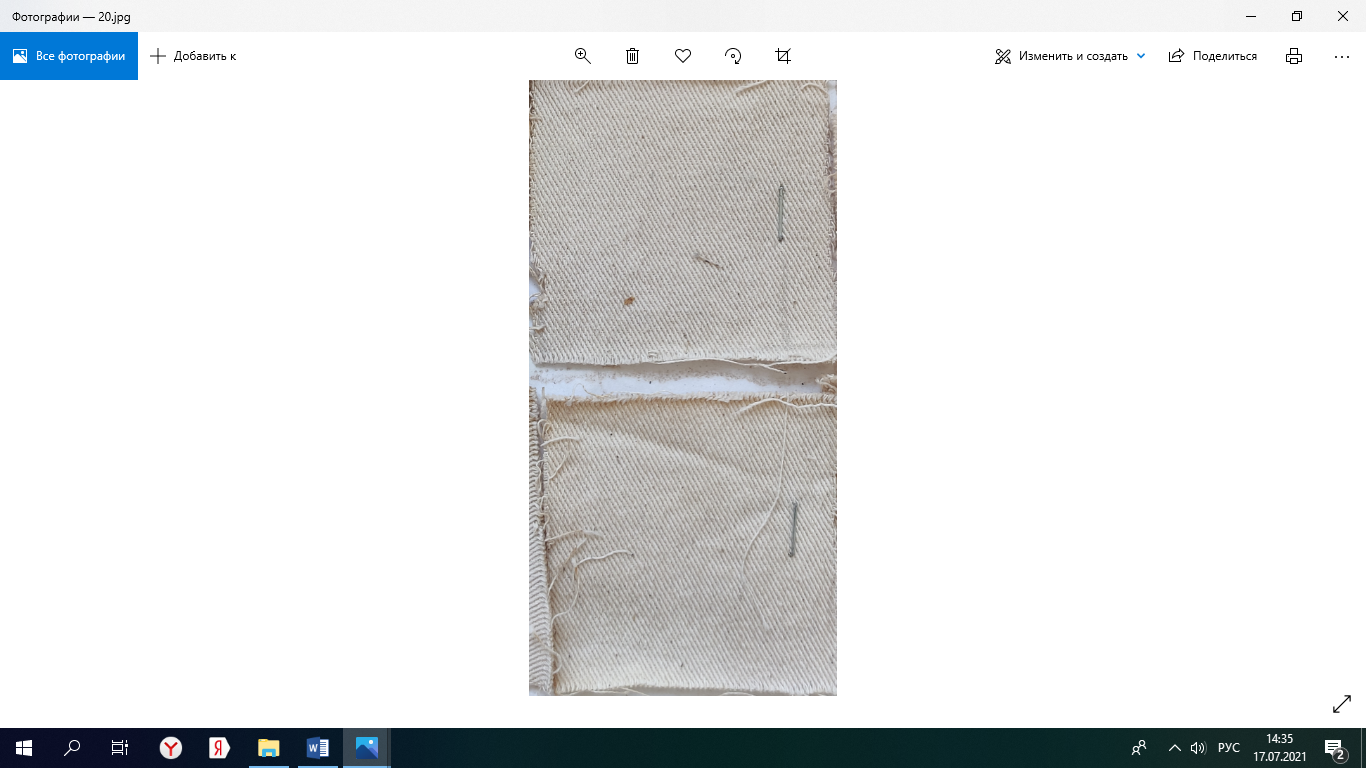 Фотографии — 20.jpg
Все фотографии
Добавить к
Изменить и создать
Поделиться
РУС
14:35
17.07.2021
2